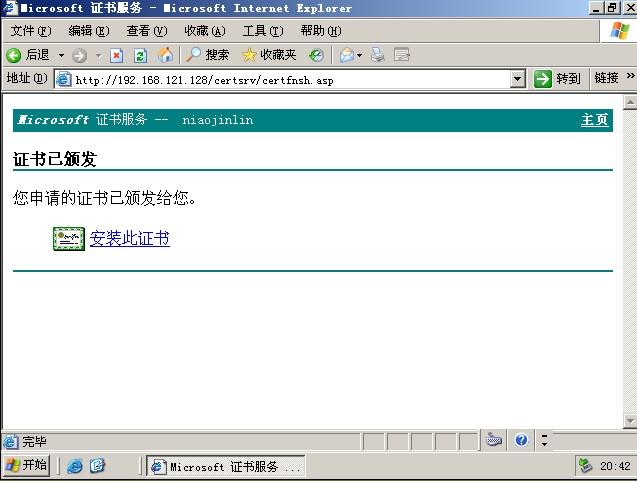 Microsoft 证书服务 - Microsoft Internet Explorer
文件(F) 编辑(E) 查看(V) 收藏(A) 工具(T) 帮助(H)
后退 搜索 收藏夹
地址(D) http://192.168.121.128/certsrv/certfnsh.asp 转到 链接 »
Microsoft 证书服务 -- niaojinlin 主页
证书已颁发
您申请的证书已颁发给您。
安装此证书
完毕
开始 Microsoft 证书服务 ... 20:42